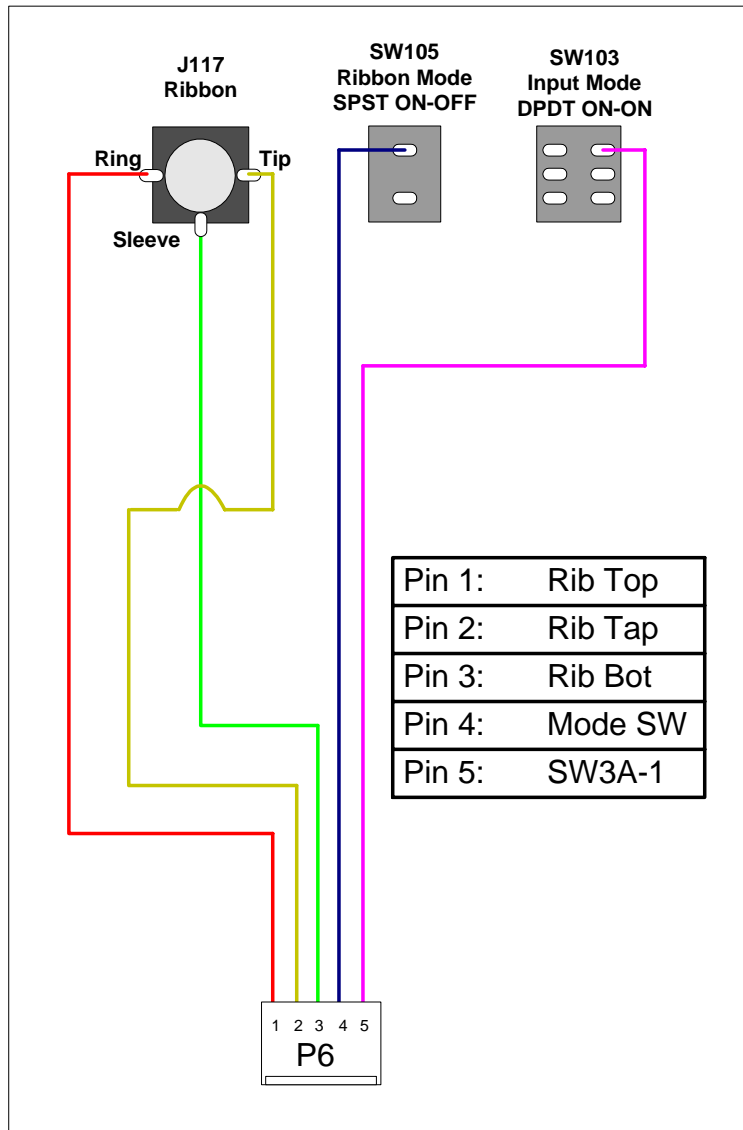 J117
Ribbon
SW105
Ribbon Mode
SPST ON-OFF
SW103
Input Mode
DPDT ON-ON
Ring
Tip
Sleeve
Pin 1: Rib Top
Pin 2: Rib Tap
Pin 3: Rib Bot
Pin 4: Mode SW
Pin 5: SW3A-1
1 2 3 4 5
P6